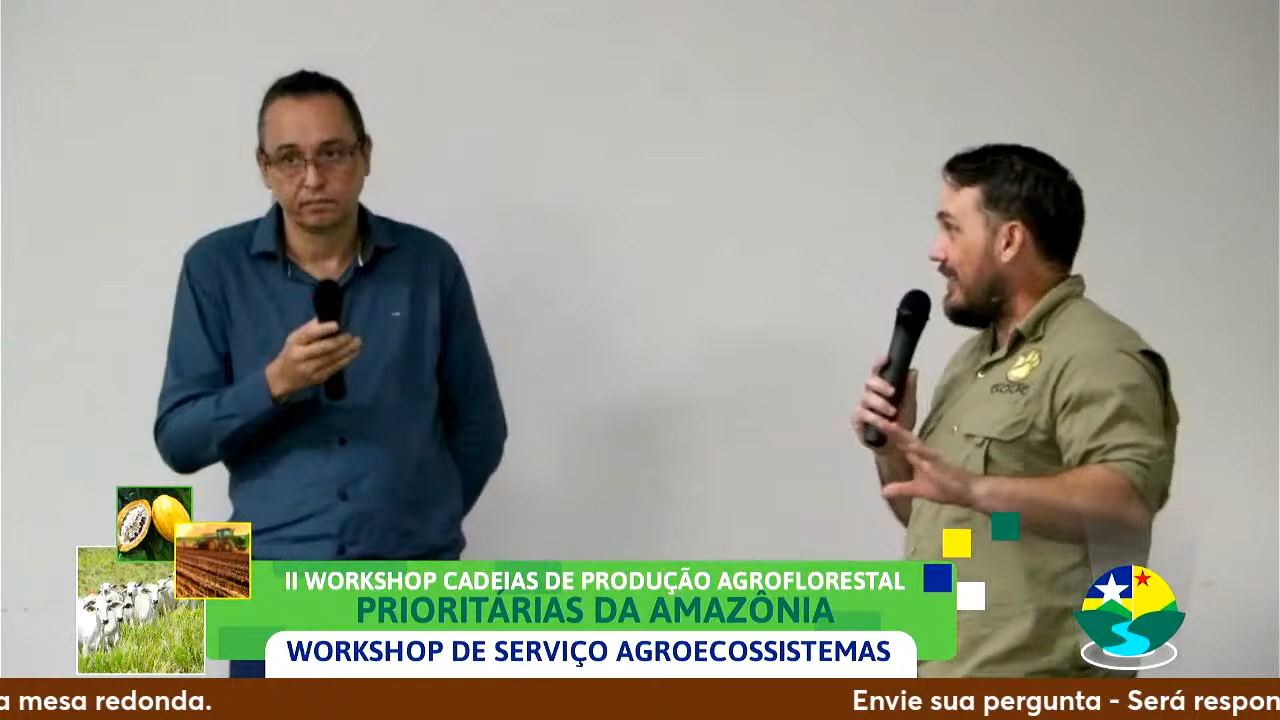 II WORKSHOP CADEIAS DE PRODUÇÃO AGROFLORESTAL
PRIORITÁRIAS DA AMAZÔNIA
WORKSHOP DE SERVIÇO AGROECOSSISTEMAS
a mesa redonda.
Envie sua pergunta - Será respon